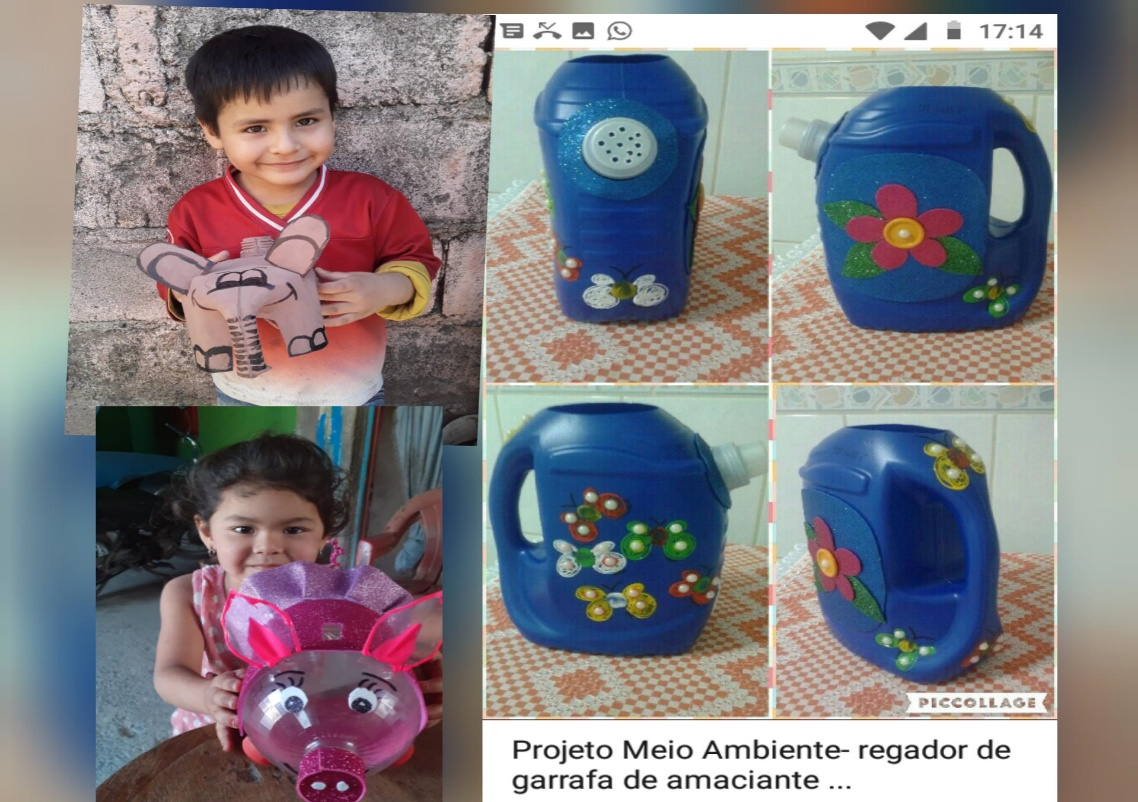 17:14
PICCOLLAGE
Projeto Meio Ambiente- regador de
garrafa de amaciante ...